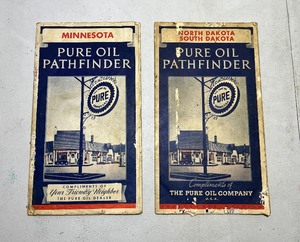 MINNESOTA
PURE OIL
PATHFINDER
PURE
COMPLIMENTS OF
Your Friendly Neighbor
THE PURE OIL DEALER
NORTH DAKOTA
SOUTH DAKOTA
PURE OIL
PATHFINDER
PURE
Compliments of
THE PURE OIL COMPANY
U.S.A.